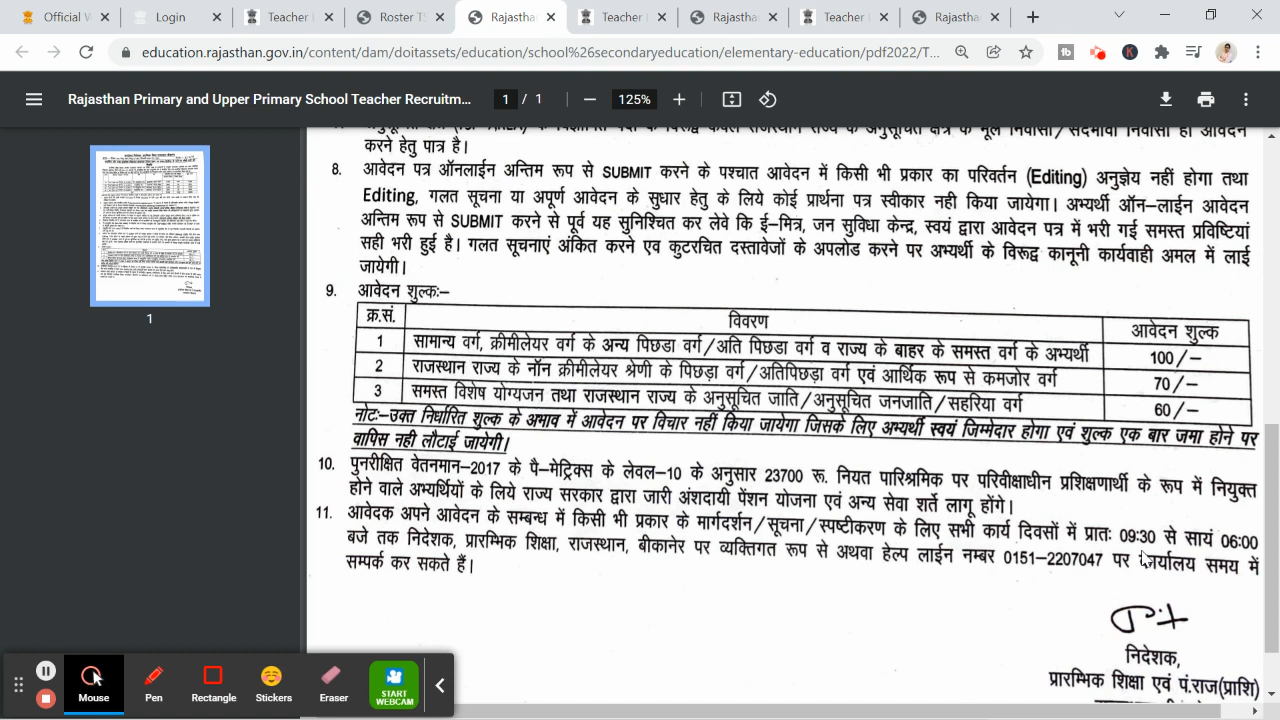 Official W
Login
Teacher I
Roster TS
Rajasthan
Teacher I
Rajastha
Teacher I
Rajastha
education.rajasthan.gov.in/content/dam/doitassets/education/school%26secondaryeducation/elementary-education/pdf2022/T...
Rajasthan Primary and Upper Primary School Teacher Recruitm...
1 / 1
125%
1
करने हेतु पात्र है।
8. आवेदन पत्र ऑनलाईन अन्तिम रूप से SUBMIT करने के पश्चात आवेदन में किसी भी प्रकार का परिवर्तन (Editing) अनुज्ञेय नहीं होगा तथा
Editing, गलत सूचना या अपूर्ण आवेदन के सुधार हेतु के लिये कोई प्रार्थना पत्र स्वीकार नही किया जायेगा। अभ्यर्थी ऑन–लाईन आवेदन
अन्तिम रूप से SUBMIT करने से पूर्व यह सुनिश्चित कर लेवे कि ई-मित्र, जन सुविधा केन्द्र, स्वयं द्वारा आवेदन पत्र में भरी गई समस्त प्रविष्टियां
सही भरी हुई है। गलत सूचनाएं अंकित करने एव कुटरचित दस्तावेजों के अपलोड करने पर अभ्यर्थी के विरूद्व कानूनी कार्यवाही अमल में लाई
जायेगी।
9. आवेदन शुल्कः–
क्र.सं. विवरण आवेदन शुल्क
1 सामान्य वर्ग, क्रीमीलेयर वर्ग के अन्य पिछडा वर्ग/अति पिछडा वर्ग व राज्य के बाहर के समस्त वर्ग के अभ्यर्थी 100/–
2 राजस्थान राज्य के नॉन क्रीमीलेयर श्रेणी के पिछड़ा वर्ग/अतिपिछड़ा वर्ग एवं आर्थिक रूप से कमजोर वर्ग 70/–
3 समस्त विशेष योग्यजन तथा राजस्थान राज्य के अनुसूचित जाति/अनुसूचित जनजाति/सहरिया वर्ग 60/–
नोटः–उक्त निर्धारित शुल्क के अभाव में आवेदन पर विचार नहीं किया जायेगा जिसके लिए अभ्यर्थी स्वयं जिम्मेदार होगा एवं शुल्क एक बार जमा होने पर
वापिस नही लौटाई जायेगी।
10. पुनरीक्षित वेतनमान–2017 के पै–मेट्रिक्स के लेवल–10 के अनुसार 23700 रू. नियत पारिश्रमिक पर परिवीक्षाधीन प्रशिक्षणार्थी के रूप में नियुक्त
होने वाले अभ्यर्थियों के लिये राज्य सरकार द्वारा जारी अंशदायी पेंशन योजना एवं अन्य सेवा शर्ते लागू होंगे।
11. आवेदक अपने आवेदन के सम्बन्ध में किसी भी प्रकार के मार्गदर्शन/सूचना/स्पष्टीकरण के लिए सभी कार्य दिवसों में प्रातः 09:30 से सायं 06:00
बजे तक निदेशक, प्रारम्भिक शिक्षा, राजस्थान, बीकानेर पर व्यक्तिगत रूप से अथवा हेल्प लाईन नम्बर 0151–2207047 पर कार्यालय समय में
सम्पर्क कर सकते हैं।
निदेशक,
प्रारम्भिक शिक्षा एवं पं.राज(प्राशि)
Mouse
Pen
Rectangle
Stickers
Eraser
START
WEBCAM